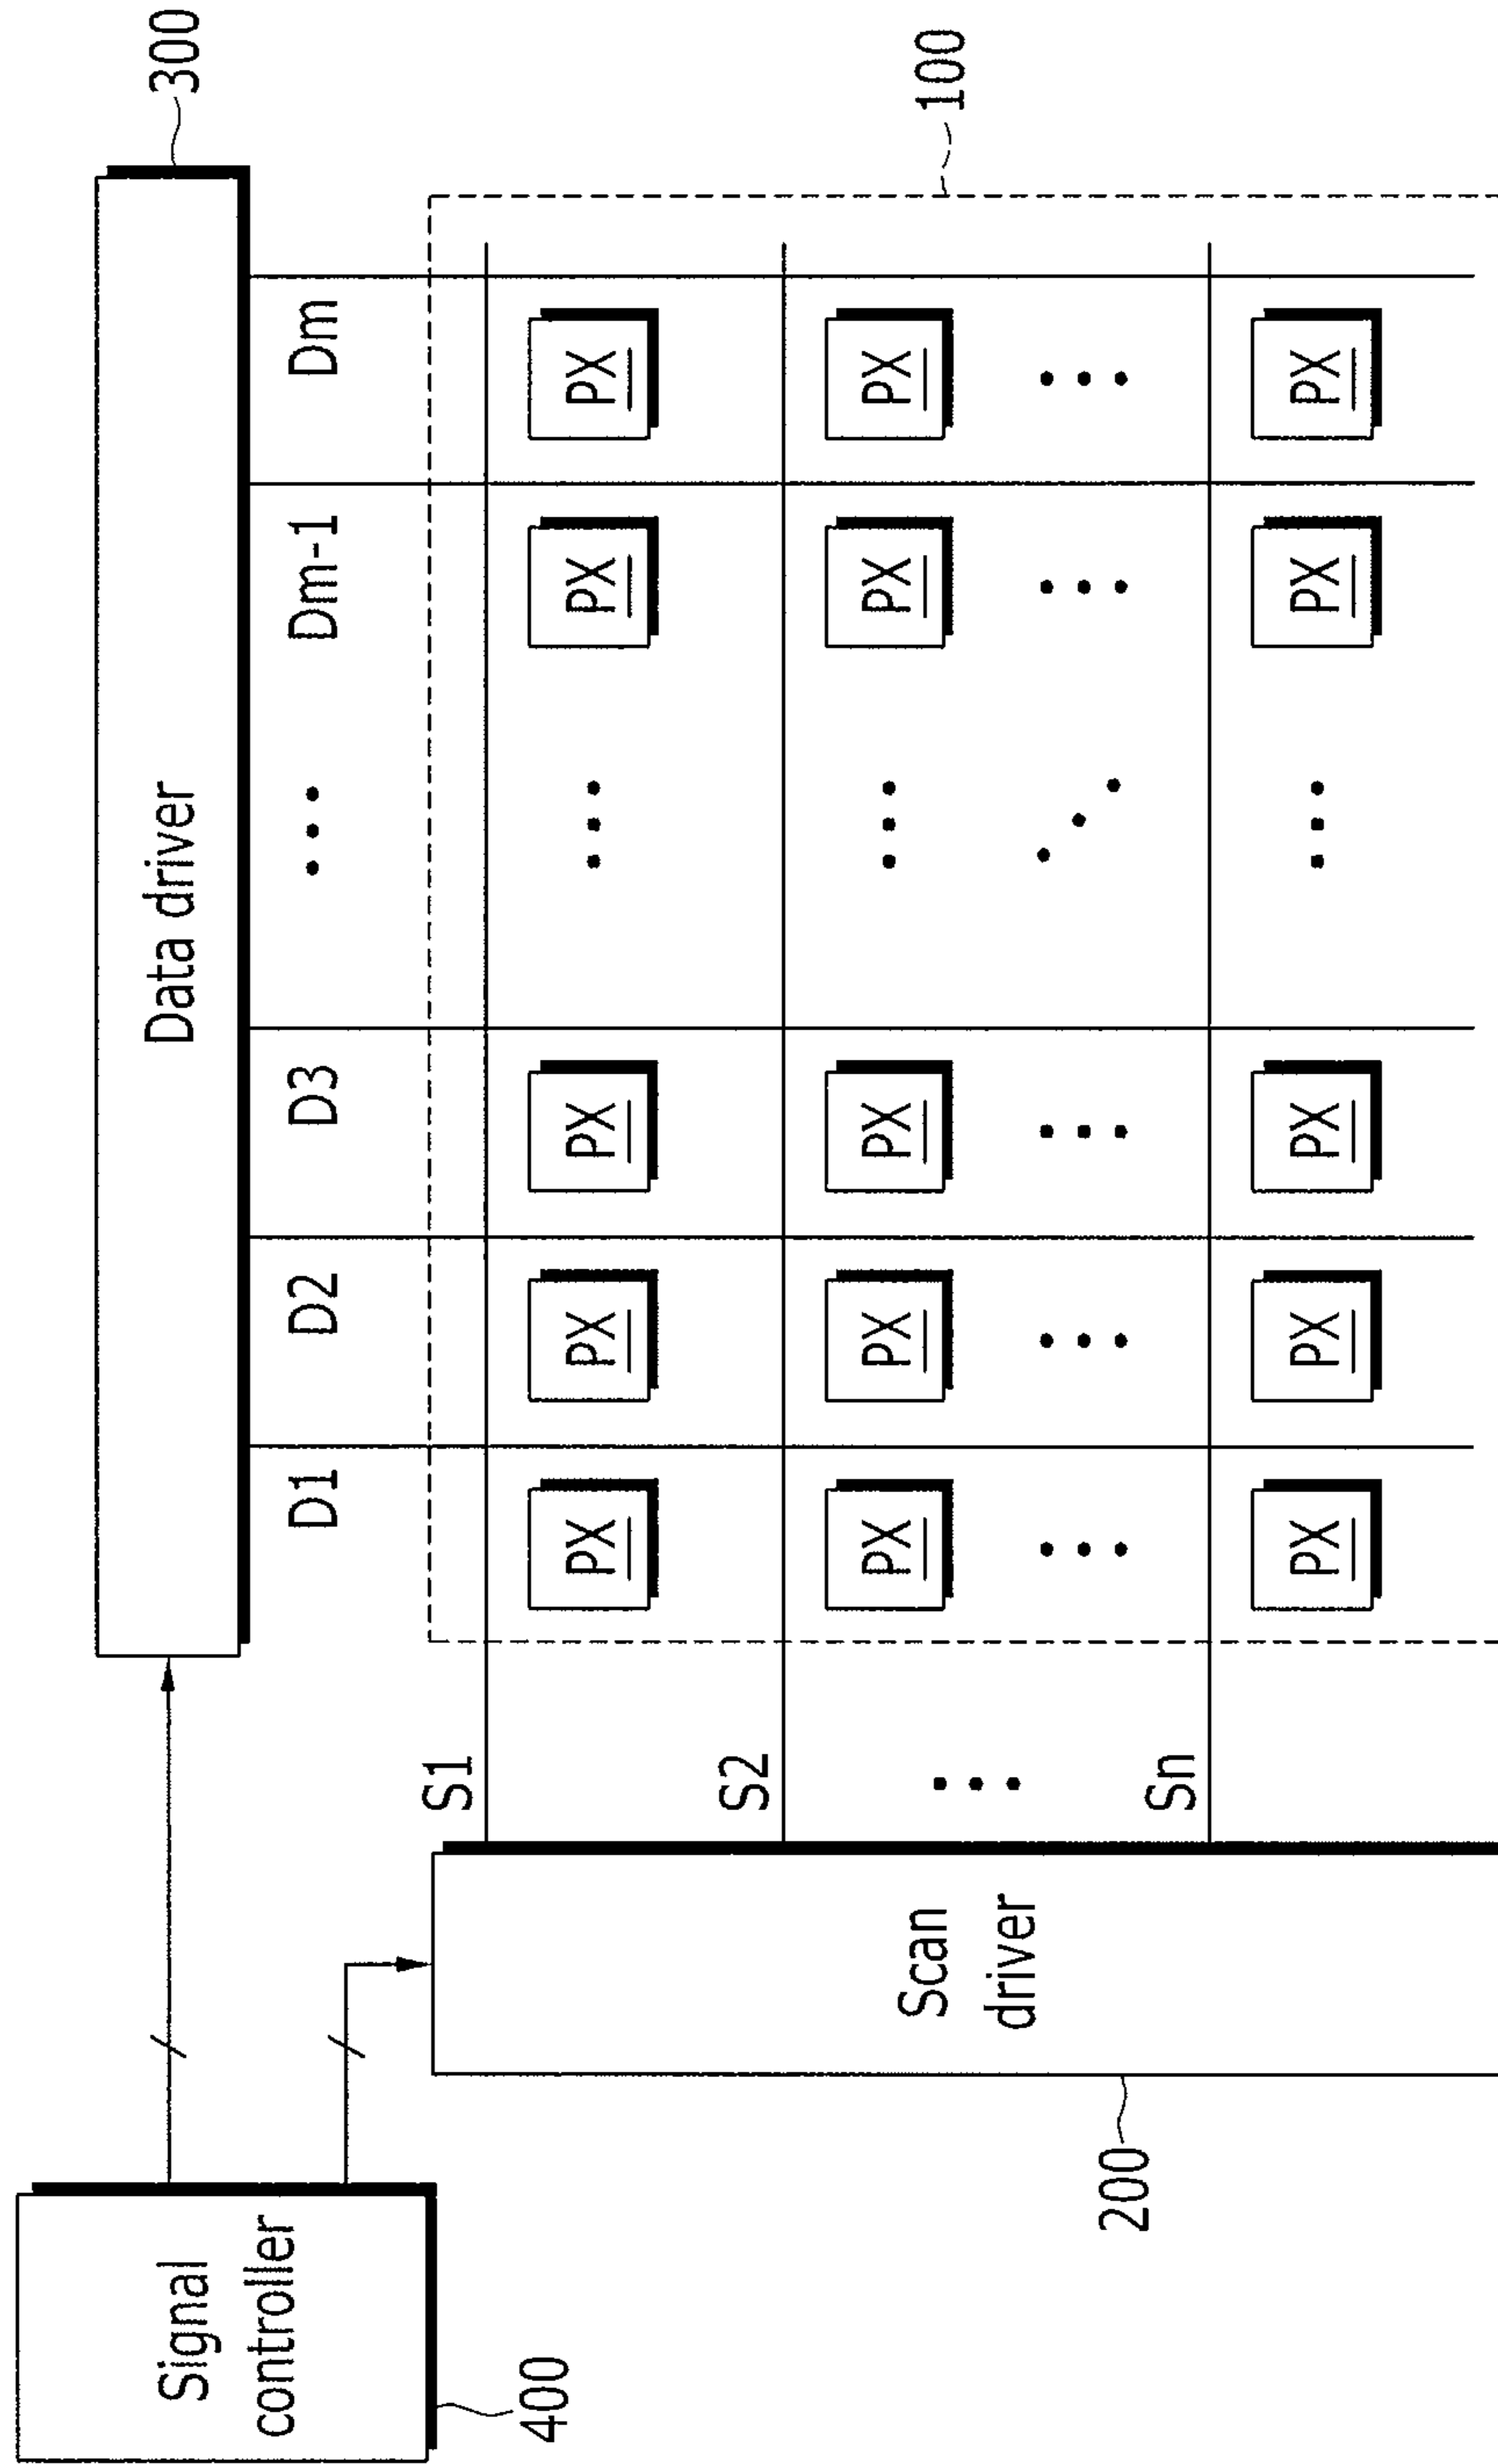 300
Data driver
Signal
controller
400
D1 D2 D3 ... Dm-1 Dm
100
S1
PX PX PX ... PX PX
S2
PX PX PX ... PX PX
Scan
driver
...
Sn
PX PX PX ... PX PX
200